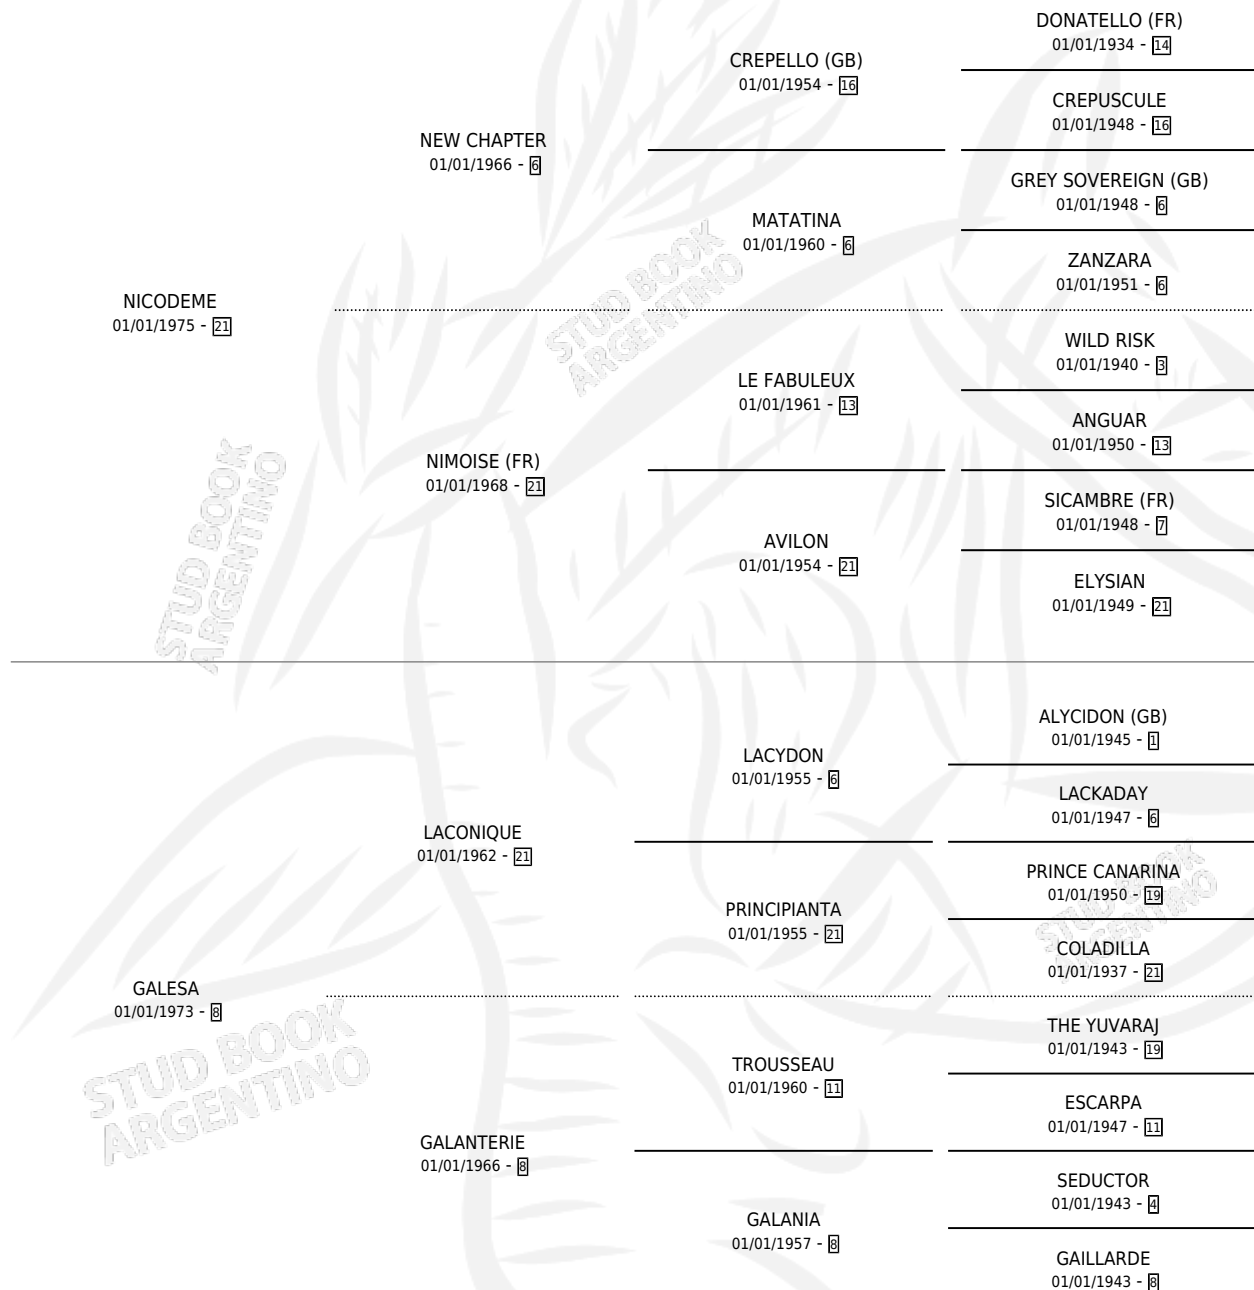 NICODEME
01/01/1975 - 21
NEW CHAPTER
01/01/1966 - 6
CREPELLO (GB)
01/01/1954 - 16
DONATELLO (FR)
01/01/1934 - 14
CREPUSCULE
01/01/1948 - 16
MATATINA
01/01/1960 - 6
GREY SOVEREIGN (GB)
01/01/1948 - 6
ZANZARA
01/01/1951 - 6
NIMOISE (FR)
01/01/1968 - 21
LE FABULEUX
01/01/1961 - 13
WILD RISK
01/01/1940 - 3
ANGUAR
01/01/1950 - 13
AVILON
01/01/1954 - 21
SICAMBRE (FR)
01/01/1948 - 7
ELYSIAN
01/01/1949 - 21
GALESA
01/01/1973 - 8
LACONIQUE
01/01/1962 - 21
LACYDON
01/01/1955 - 6
ALYCIDON (GB)
01/01/1945 - 1
LACKADAY
01/01/1947 - 6
PRINCIPIANTA
01/01/1955 - 21
PRINCE CANARINA
01/01/1950 - 19
COLADILLA
01/01/1937 - 21
GALANTERIE
01/01/1966 - 8
TROUSSEAU
01/01/1960 - 11
THE YUVARAJ
01/01/1943 - 19
ESCARPA
01/01/1947 - 11
GALANIA
01/01/1957 - 8
SEDUCTOR
01/01/1943 - 4
GAILLARDE
01/01/1943 - 8
STUD BOOK
ARGENTINO
STUD BOOK
ARGENTINO
STUD BOOK
ARGENTINO
STUD BOOK
ARGENTINO